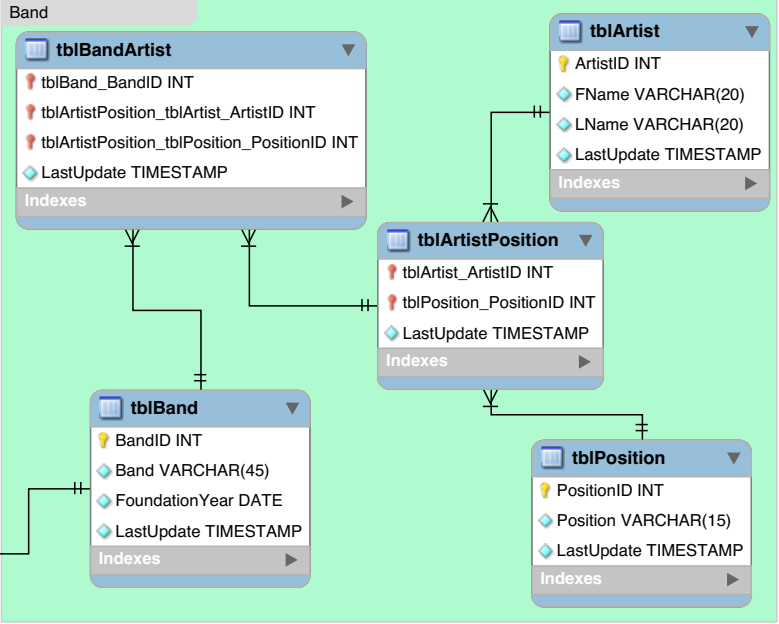 Band
tblBandArtist
tblBand_BandID INT
tblArtistPosition_tblArtist_ArtistID INT
tblArtistPosition_tblPosition_PositionID INT
LastUpdate TIMESTAMP
Indexes
tblArtist
ArtistID INT
FName VARCHAR(20)
LName VARCHAR(20)
LastUpdate TIMESTAMP
Indexes
tblArtistPosition
tblArtist_ArtistID INT
tblPosition_PositionID INT
LastUpdate TIMESTAMP
Indexes
tblBand
BandID INT
Band VARCHAR(45)
FoundationYear DATE
LastUpdate TIMESTAMP
Indexes
tblPosition
PositionID INT
Position VARCHAR(15)
LastUpdate TIMESTAMP
Indexes